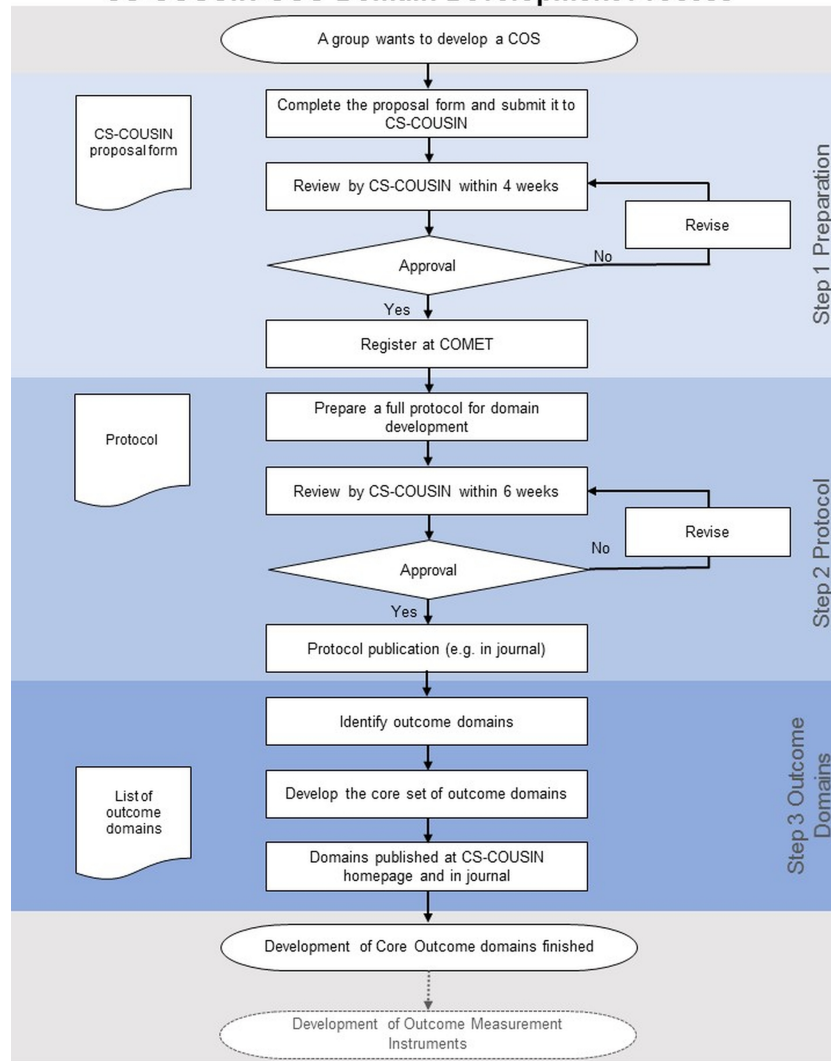 A group wants to develop a COS
CS-COUSIN
proposal form
Complete the proposal form and submit it to
CS-COUSIN
Review by CS-COUSIN within 4 weeks
Revise
Approval
No
Yes
Register at COMET
Step 1 Preparation
Protocol
Prepare a full protocol for domain
development
Review by CS-COUSIN within 6 weeks
Revise
Approval
No
Yes
Protocol publication (e.g. in journal)
Step 2 Protocol
Identify outcome domains
List of
outcome
domains
Develop the core set of outcome domains
Domains published at CS-COUSIN
homepage and in journal
Step 3 Outcome
Domains
Development of Core Outcome domains finished
Development of Outcome Measurement
Instruments